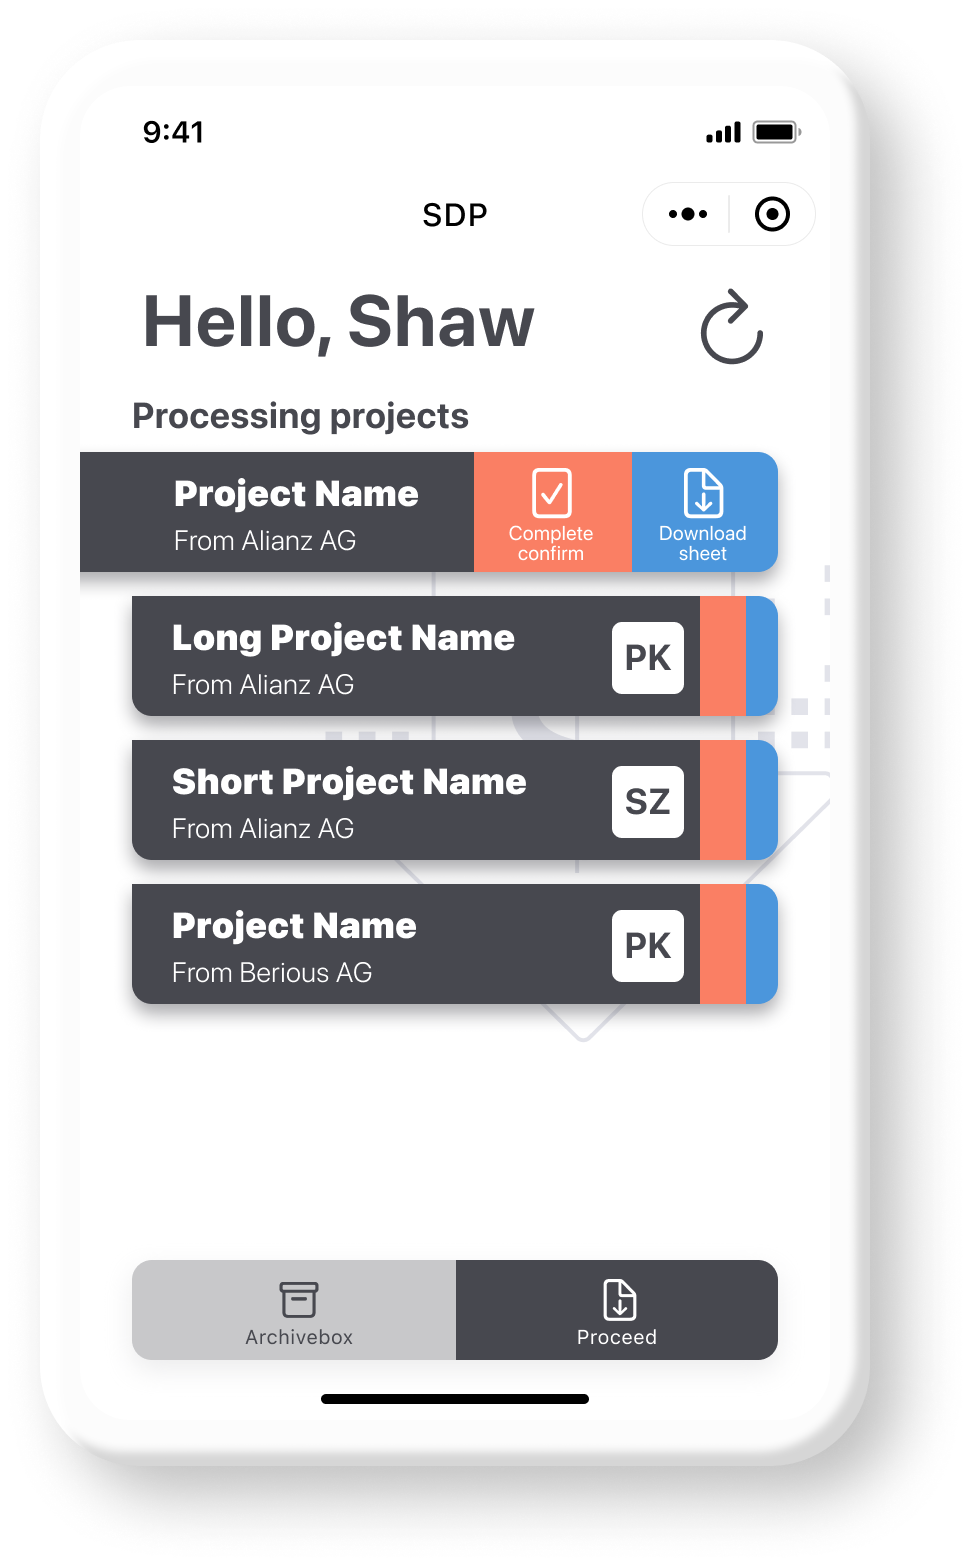 9:41
SDP
Hello, Shaw
Processing projects
Project Name
From Alianz AG
Complete
confirm
Download
sheet
Long Project Name
From Alianz AG
PK
Short Project Name
From Alianz AG
SZ
Project Name
From Berious AG
PK
Archivebox
Proceed